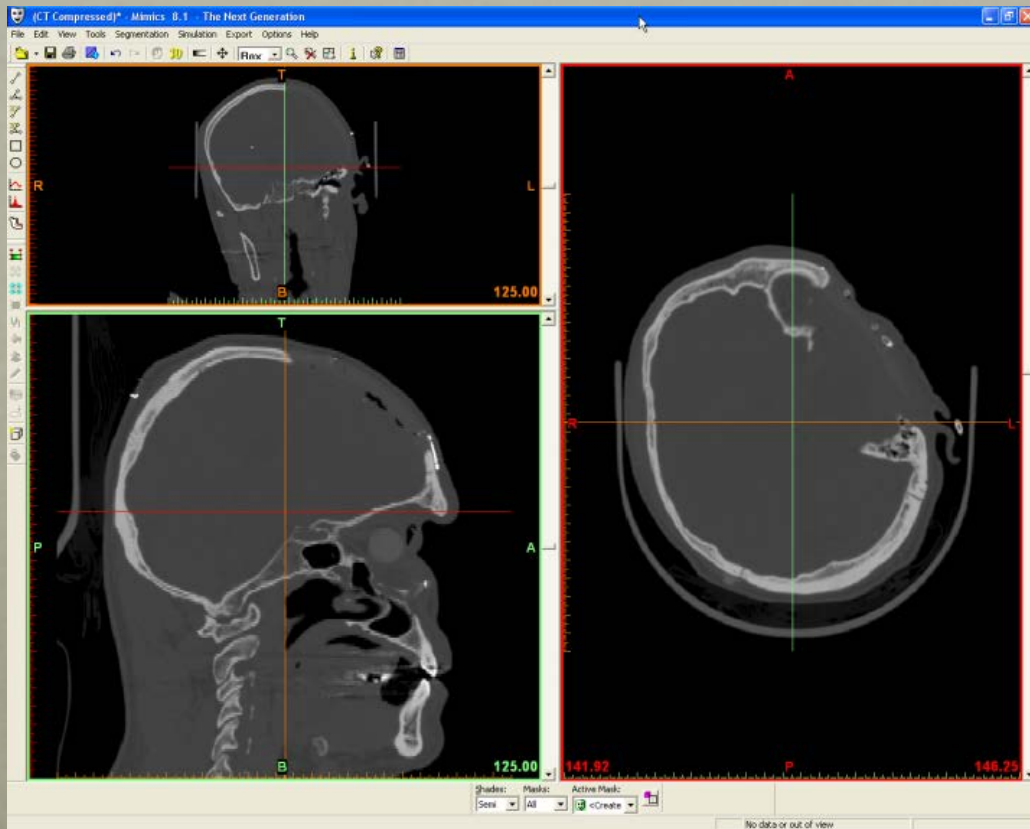 (CT Compressed)* - Mimics 8.1 - The Next Generation
File Edit View Tools Segmentation Simulation Export Options Help
Box
T
R
L
B
125.00
T
P
A
B
125.00
A
R
L
141.92
P
146.25
Shades: Masks: Active Mask:
Semi All <Create
No data or out of view